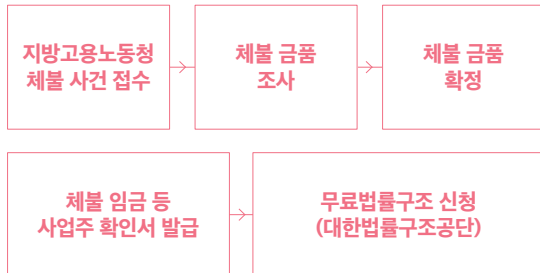 지방고용노동청
체불 사건 접수
체불 금품
조사
체불 금품
확정
체불 임금 등
사업주 확인서 발급
무료법률구조 신청
(대한법률구조공단)